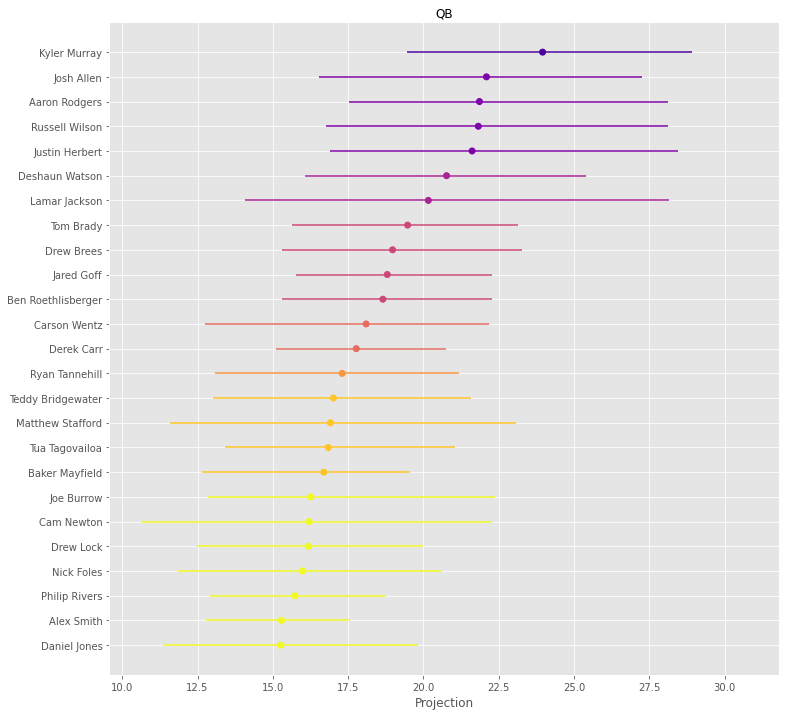 QB
Kyler Murray
Josh Allen
Aaron Rodgers
Russell Wilson
Justin Herbert
Deshaun Watson
Lamar Jackson
Tom Brady
Drew Brees
Jared Goff
Ben Roethlisberger
Carson Wentz
Derek Carr
Ryan Tannehill
Teddy Bridgewater
Matthew Stafford
Tua Tagovailoa
Baker Mayfield
Joe Burrow
Cam Newton
Drew Lock
Nick Foles
Philip Rivers
Alex Smith
Daniel Jones
10.0 12.5 15.0 17.5 20.0 22.5 25.0 27.5 30.0
Projection